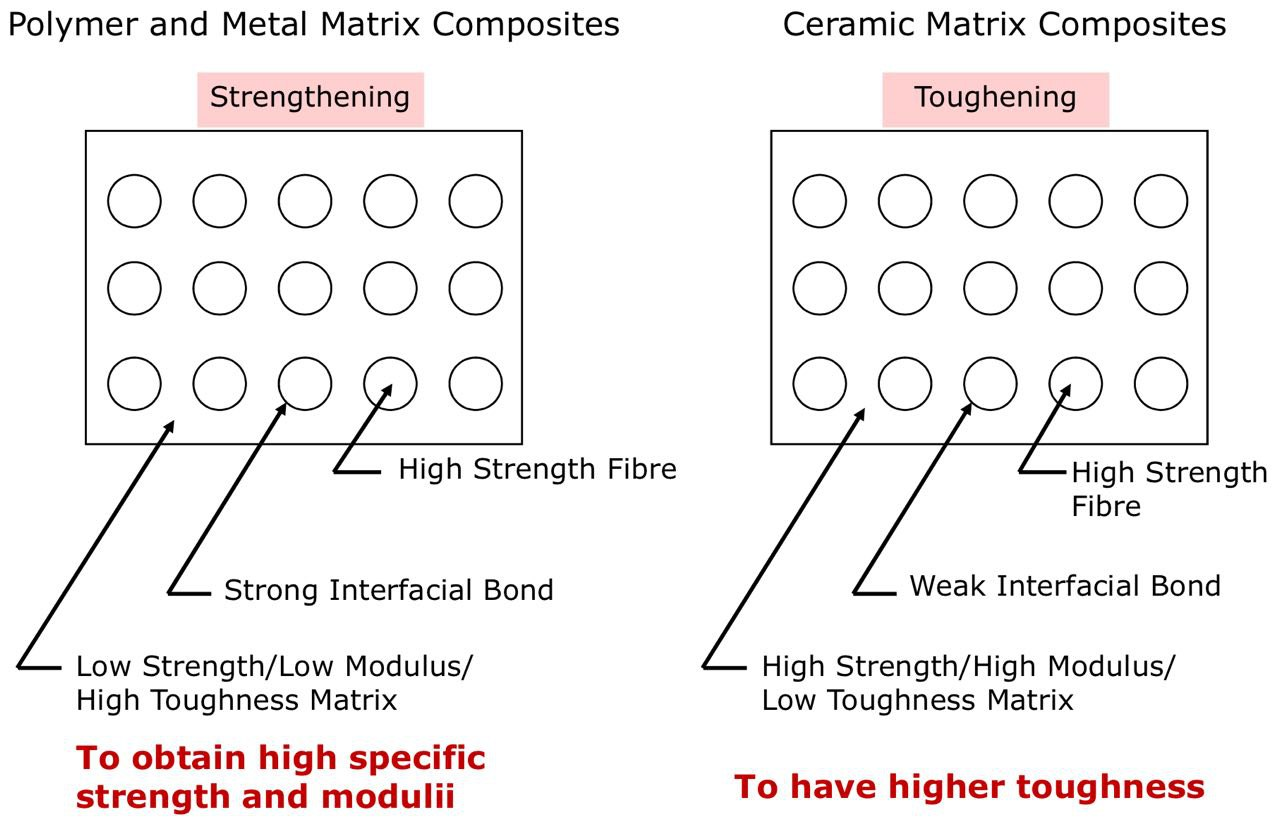 Polymer and Metal Matrix Composites
Strengthening
High Strength Fibre
Strong Interfacial Bond
Low Strength/Low Modulus/
High Toughness Matrix
To obtain high specific
strength and modulii
Ceramic Matrix Composites
Toughening
High Strength
Fibre
Weak Interfacial Bond
High Strength/High Modulus/
Low Toughness Matrix
To have higher toughness